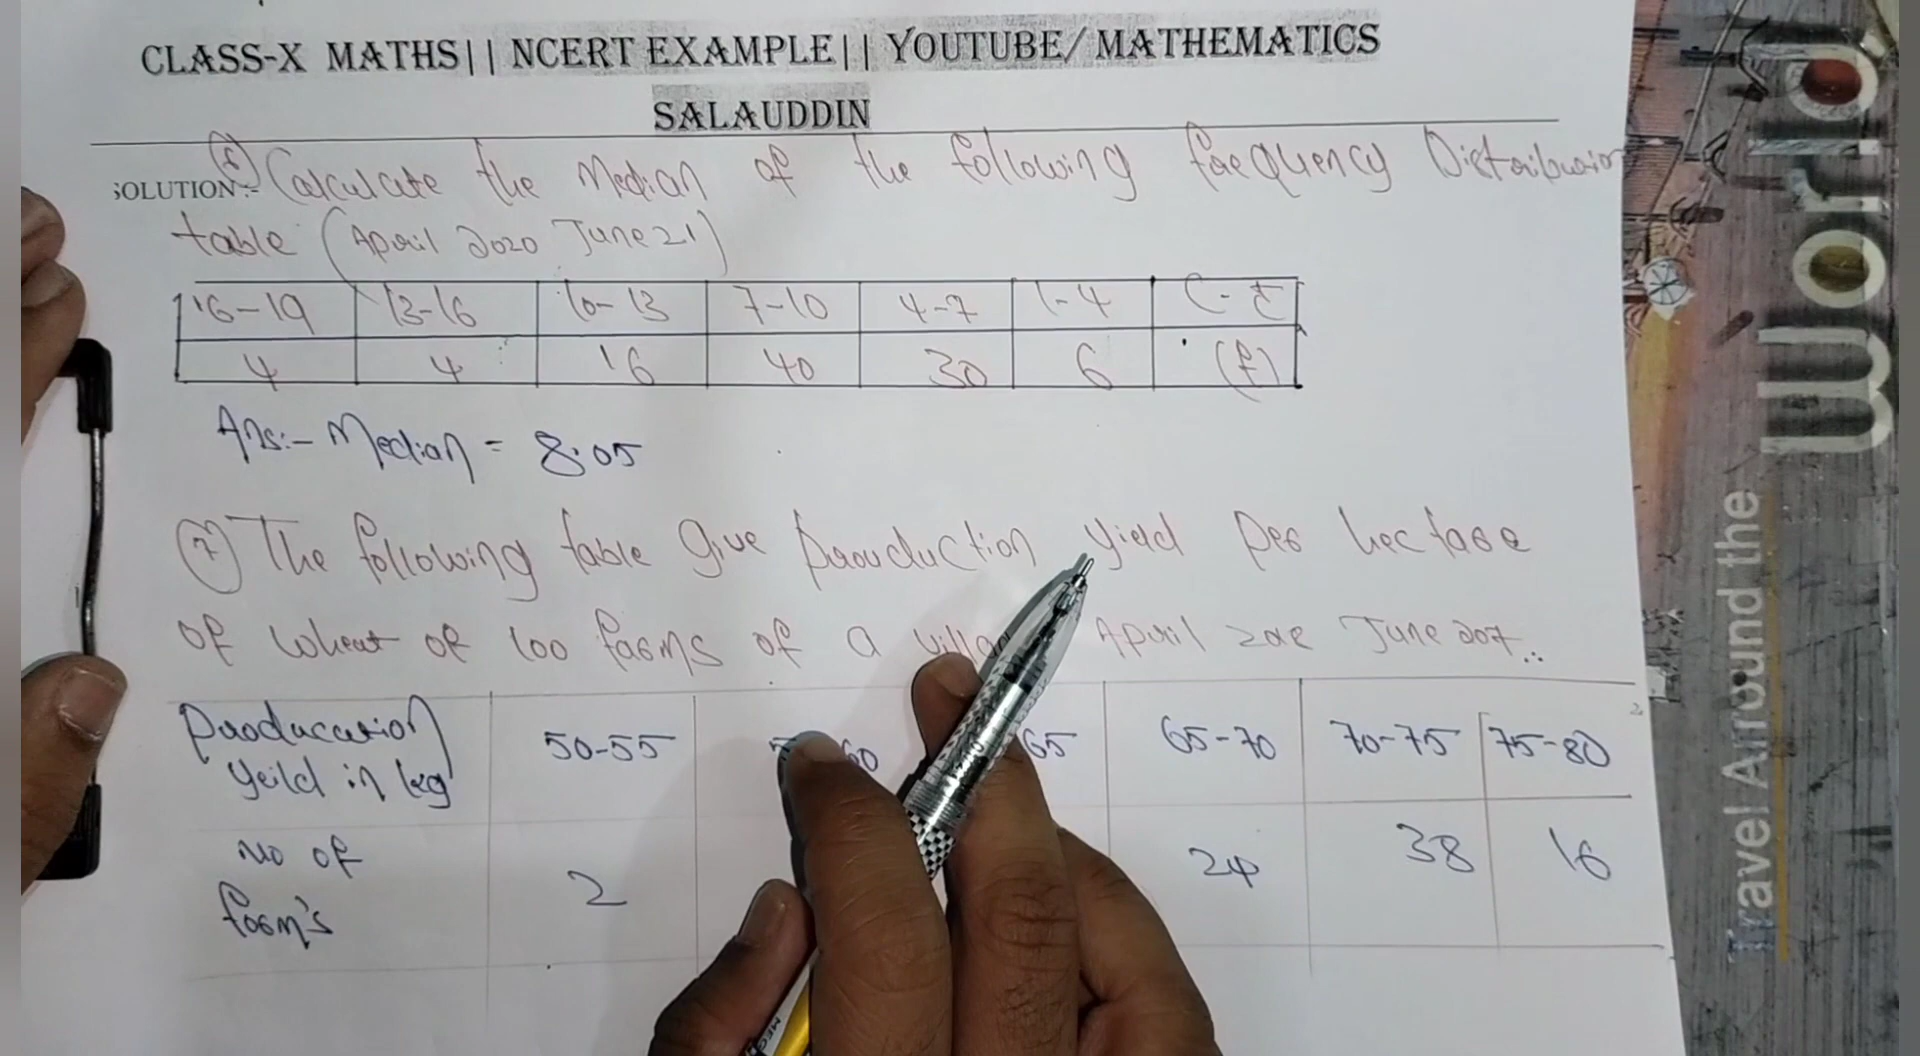 CLASS-X MATHS|| NCERT EXAMPLE|| YOUTUBE/MATHEMATICS
SALAUDDIN
SOLUTION:-
(6) Calculate the Median of the following frequency Distribution
table (April 2020 June 21)
16-19 13-16 10-13 7-10 4-7 1-4 C-I
4 4 16 40 30 6 (f)
Ans:- Median = 8.05
(7) The following table Give production yield Per hectare
of wheat of 100 farms of a April June
yeild in kg 50-55 60 65 65-70 70-75 75-80
No of
farm's 2 24 38 16
World
Travel Arround the